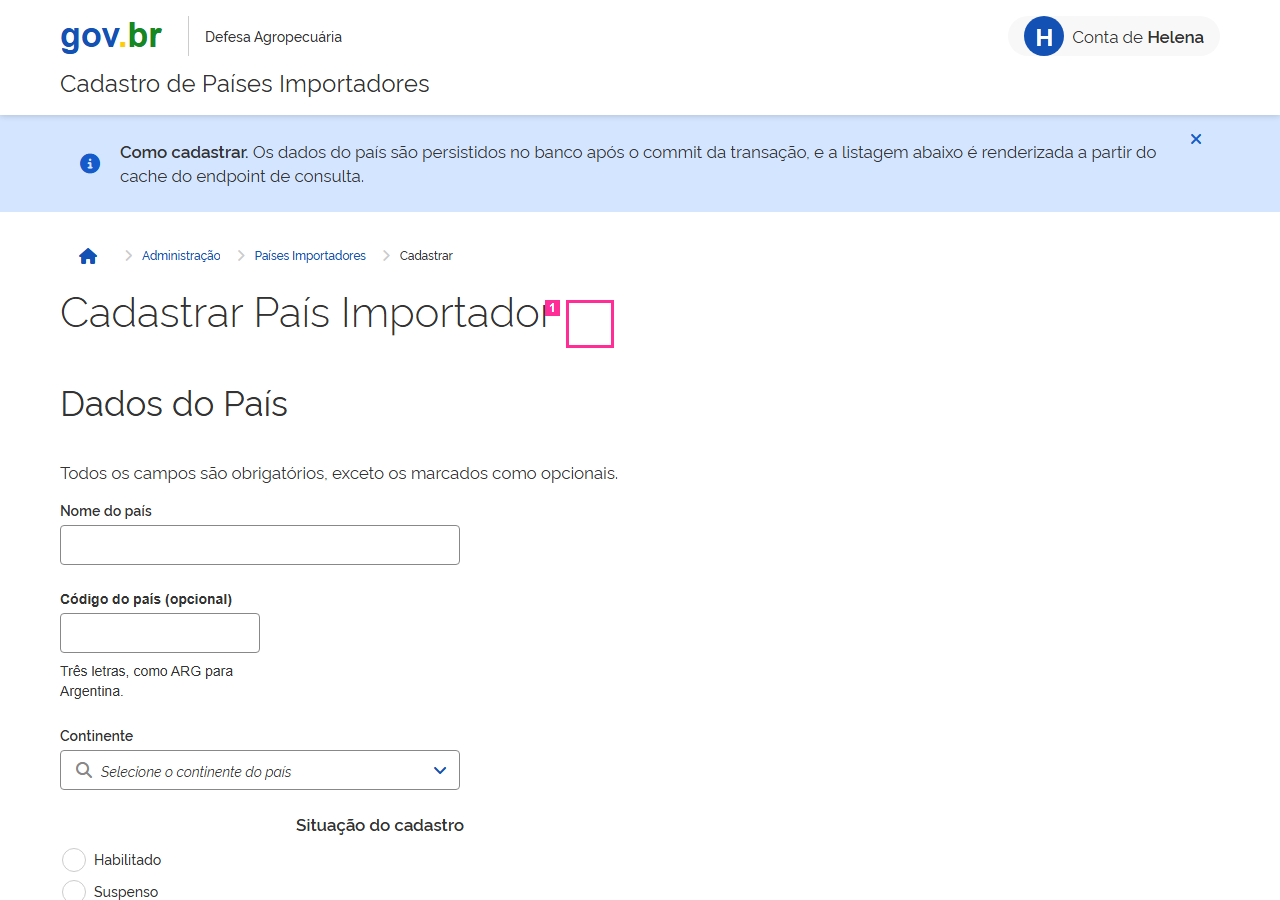 gov.br
Defesa Agropecuária
H
Conta de Helena
Cadastro de Países Importadores
Como cadastrar. Os dados do país são persistidos no banco após o commit da transação, e a listagem abaixo é renderizada a partir do
cache do endpoint de consulta.
Administração
Países Importadores
Cadastrar
Cadastrar País Importador
1
Dados do País
Todos os campos são obrigatórios, exceto os marcados como opcionais.
Nome do país
Código do país (opcional)
Três letras, como ARG para
Argentina.
Continente
Selecione o continente do país
Situação do cadastro
Habilitado
Suspenso